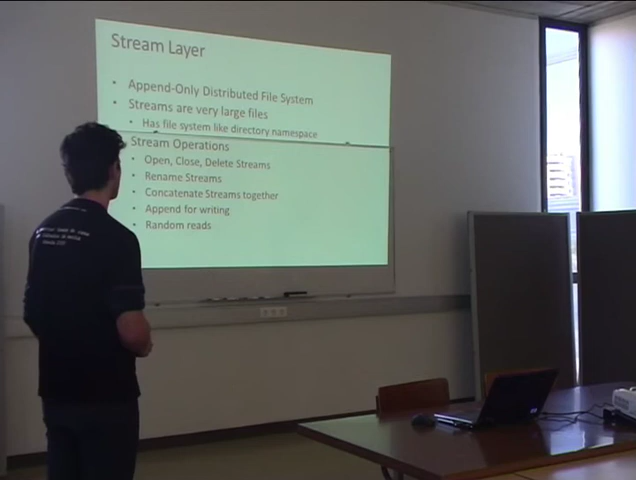 Stream Layer
• Append-Only Distributed File System
• Streams are very large files
• Has file system like directory namespace
Stream Operations
• Open, Close, Delete Streams
• Rename Streams
• Concatenate Streams together
• Append for writing
• Random reads